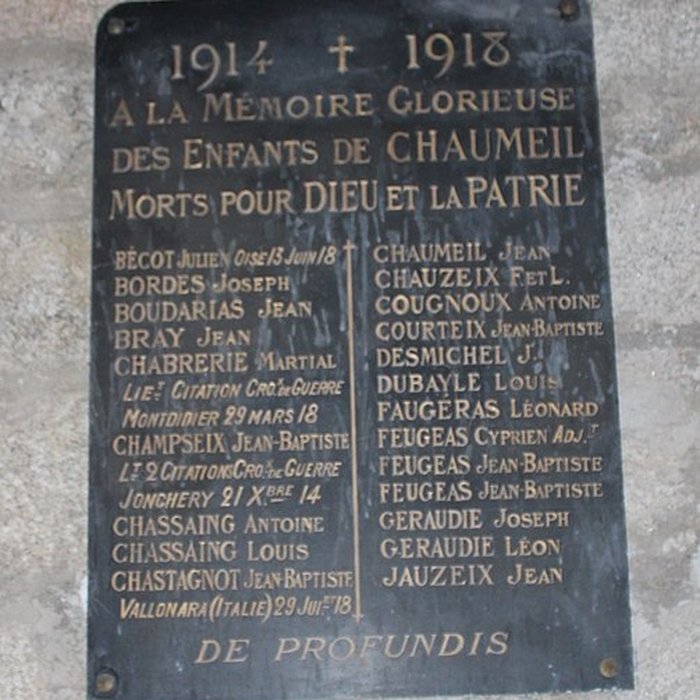 1914 ✝ 1918
A LA MÉMOIRE GLORIEUSE
DES ENFANTS DE CHAUMEIL
MORTS POUR DIEU ET LA PATRIE
BÉCOT JULIEN OISE 13 JUIN 18
BORDES JOSEPH
BOUDARIAS JEAN
BRAY JEAN
CHABRERIE MARTIAL
LIET CITATION CRO.x DE GUERRE
MONTDIDIER 29 MARS 18
CHAMPSEIX JEAN-BAPTISTE
LT 2 CITATIONS CRO.x DE GUERRE
JONCHERY 21 XBRE 14
CHASSAING ANTOINE
CHASSAING LOUIS
CHASTAGNOT JEAN-BAPTISTE
VALLONARA (ITALIE) 29 JUIET 18
CHAUMEIL JEAN
CHAUZEIX F ET L.
COUGNOUX ANTOINE
COURTEIX JEAN-BAPTISTE
DESMICHEL J.
DUBAYLE LOUIS
FAUGÉRAS LÉONARD
FEUGEAS CYPRIEN ADJ.T
FEUGEAS JEAN-BAPTISTE
FEUGEAS JEAN-BAPTISTE
GERAUDIE JOSEPH
GERAUDIE LÉON
JAUZEIX JEAN
DE PROFUNDIS